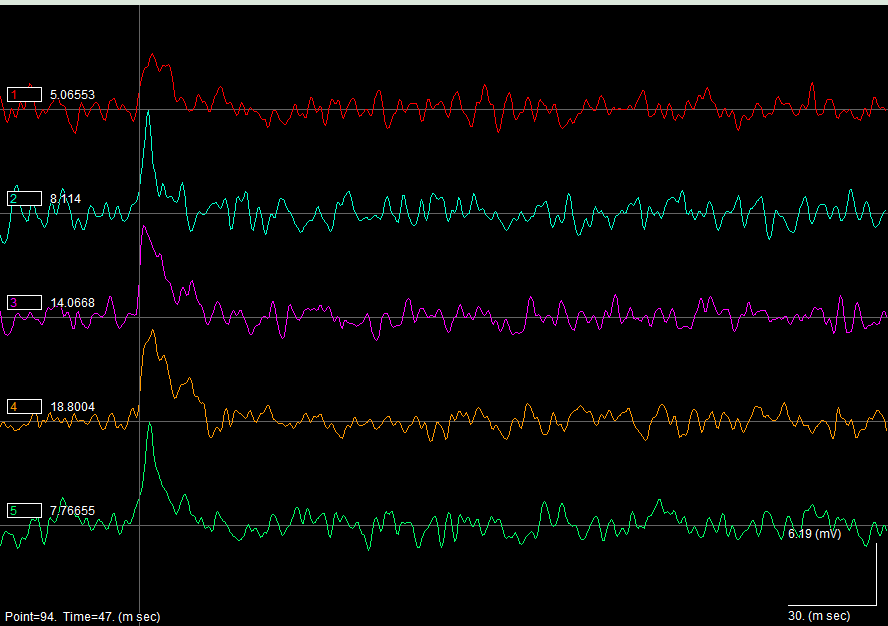 1 5.06553
2 8.114
3 14.0668
4 18.8004
5 7.76655
6.19 (mV)
30. (m sec)
Point=94. Time=47. (m sec)